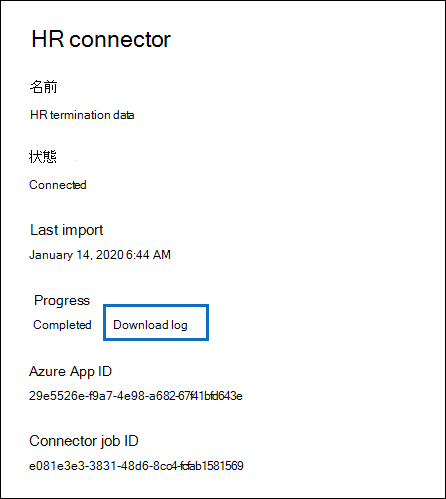 HR connector
名前
HR termination data
状態
Connected
Last import
January 14, 2020 6:44 AM
Progress
Completed Download log
Azure App ID
29e5526e-f9a7-4e98-a682-67f41bfd643e
Connector job ID
e081e3e3-3831-48d6-8cc4-fcfab1581569